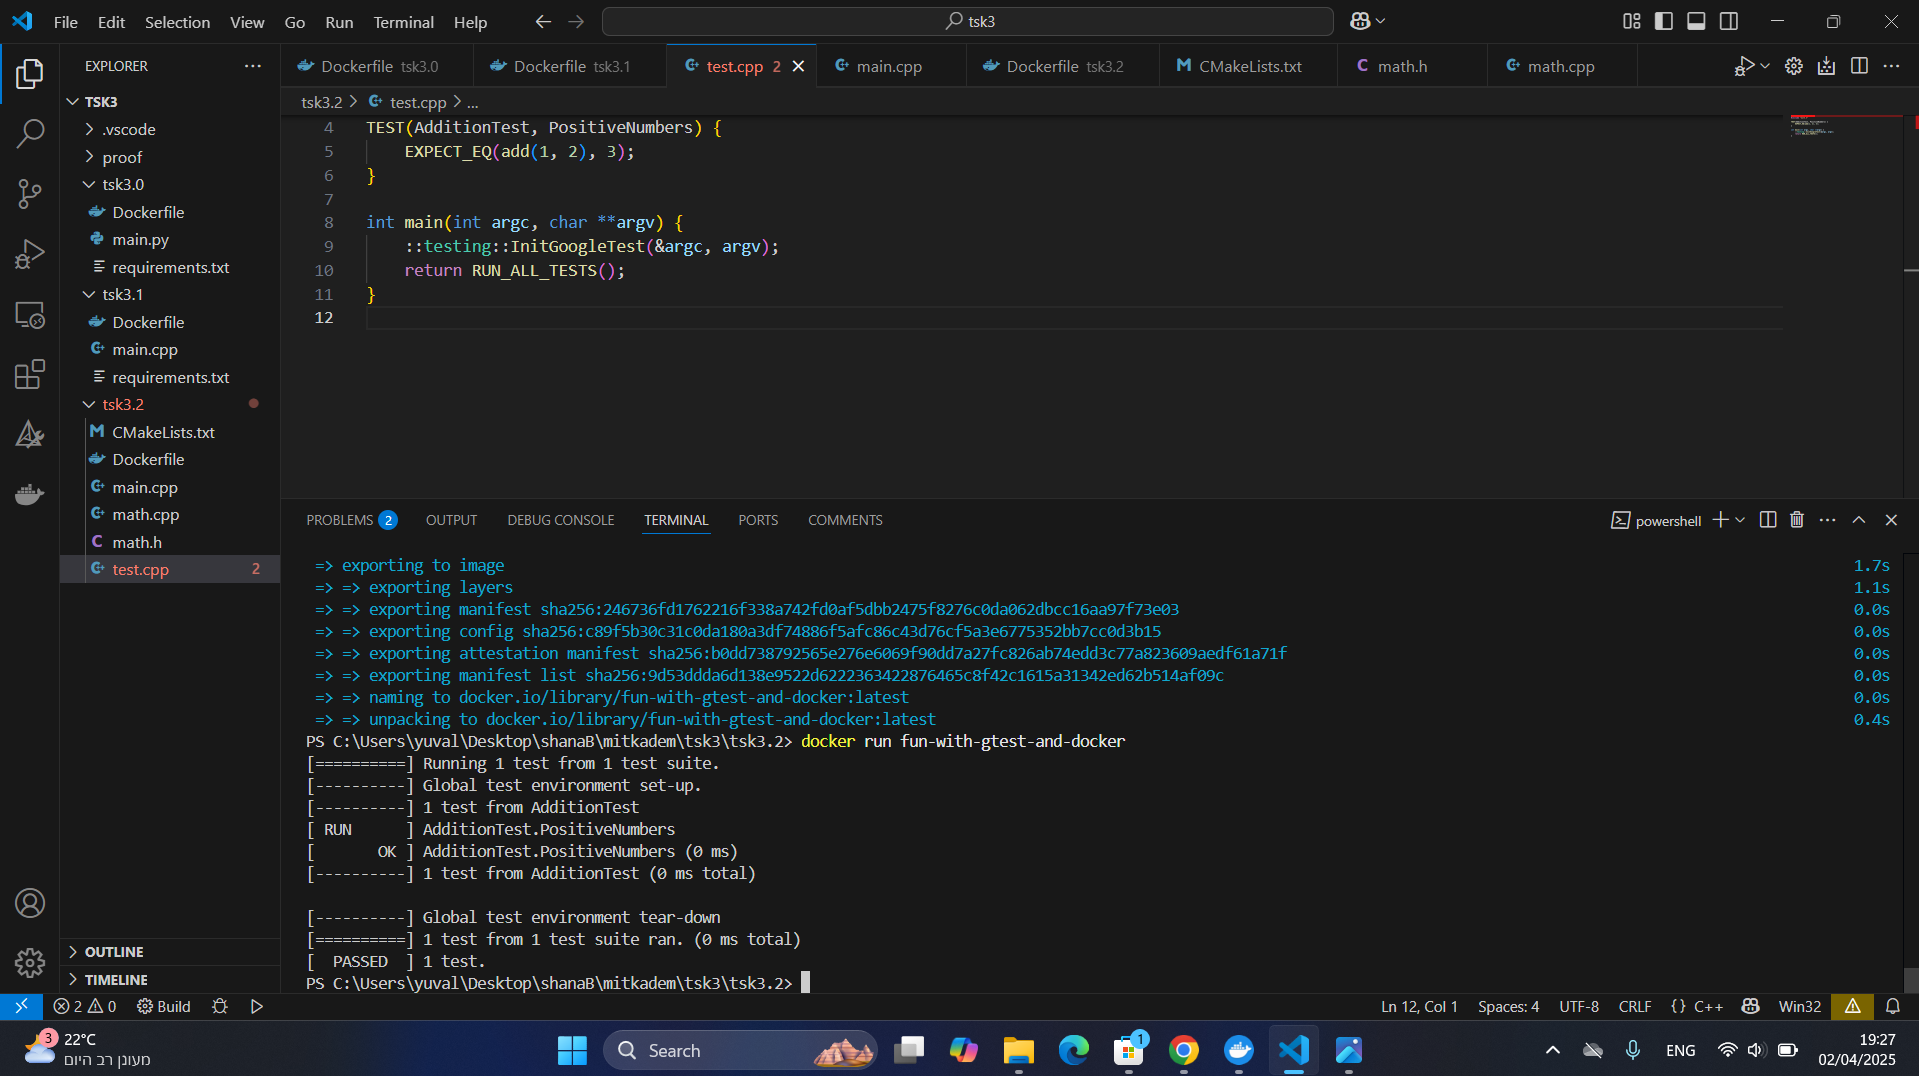 File Edit Selection View Go Run Terminal Help
tsk3
EXPLORER
Dockerfile tsk3.0
Dockerfile tsk3.1
test.cpp 2
main.cpp
Dockerfile tsk3.2
CMakeLists.txt
math.h
math.cpp
TSK3
.vscode
proof
tsk3.0
Dockerfile
main.py
requirements.txt
tsk3.1
Dockerfile
main.cpp
requirements.txt
tsk3.2
CMakeLists.txt
Dockerfile
main.cpp
math.cpp
math.h
test.cpp 2
OUTLINE
TIMELINE
tsk3.2 > test.cpp > ...
4 TEST(AdditionTest, PositiveNumbers) {
5 EXPECT_EQ(add(1, 2), 3);
6 }
7
8 int main(int argc, char **argv) {
9 ::testing::InitGoogleTest(&argc, argv);
10 return RUN_ALL_TESTS();
11 }
12
PROBLEMS 2 OUTPUT DEBUG CONSOLE TERMINAL PORTS COMMENTS
powershell
=> exporting to image 1.7s
=> => exporting layers 1.1s
=> => exporting manifest sha256:246736fd1762216f338a742fd0af5dbb2475f8276c0da062dbcc16aa97f73e03 0.0s
=> => exporting config sha256:c89f5b30c31c0da180a3df74886f5afc86c43d76cf5a3e6775352bb7cc0d3b15 0.0s
=> => exporting attestation manifest sha256:b0dd738792565e276e6069f90dd7a27fc826ab74edd3c77a823609aedf61a71f 0.0s
=> => exporting manifest list sha256:9d53ddda6d138e9522d6222363422876465c8f42c1615a31342ed62b514af09c 0.0s
=> => naming to docker.io/library/fun-with-gtest-and-docker:latest 0.0s
=> => unpacking to docker.io/library/fun-with-gtest-and-docker:latest 0.4s
PS C:\Users\yuval\Desktop\shanaB\mitkadem\tsk3\tsk3.2> docker run fun-with-gtest-and-docker
[==========] Running 1 test from 1 test suite.
[----------] Global test environment set-up.
[----------] 1 test from AdditionTest
[ RUN      ] AdditionTest.PositiveNumbers
[       OK ] AdditionTest.PositiveNumbers (0 ms)
[----------] 1 test from AdditionTest (0 ms total)
[----------] Global test environment tear-down
[==========] 1 test from 1 test suite ran. (0 ms total)
[  PASSED  ] 1 test.
PS C:\Users\yuval\Desktop\shanaB\mitkadem\tsk3\tsk3.2>
2 0 Build
Ln 12, Col 1 Spaces: 4 UTF-8 CRLF {} C++ Win32
3 22°C
מעונן רב היום
Search
1
ENG
19:27
02/04/2025